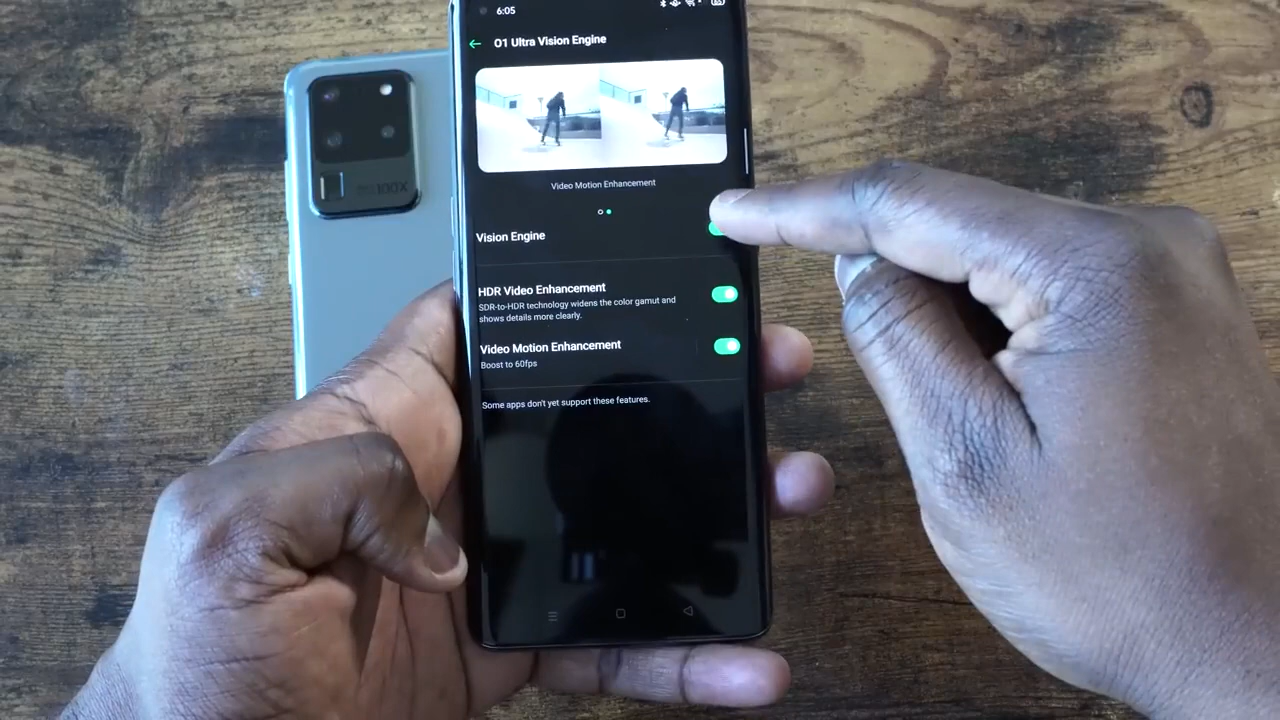 6:05
O1 Ultra Vision Engine
Video Motion Enhancement
Vision Engine
HDR Video Enhancement
SDR-to-HDR technology widens the color gamut and
shows details more clearly.
Video Motion Enhancement
Boost to 60fps
Some apps don't yet support these features.
100X